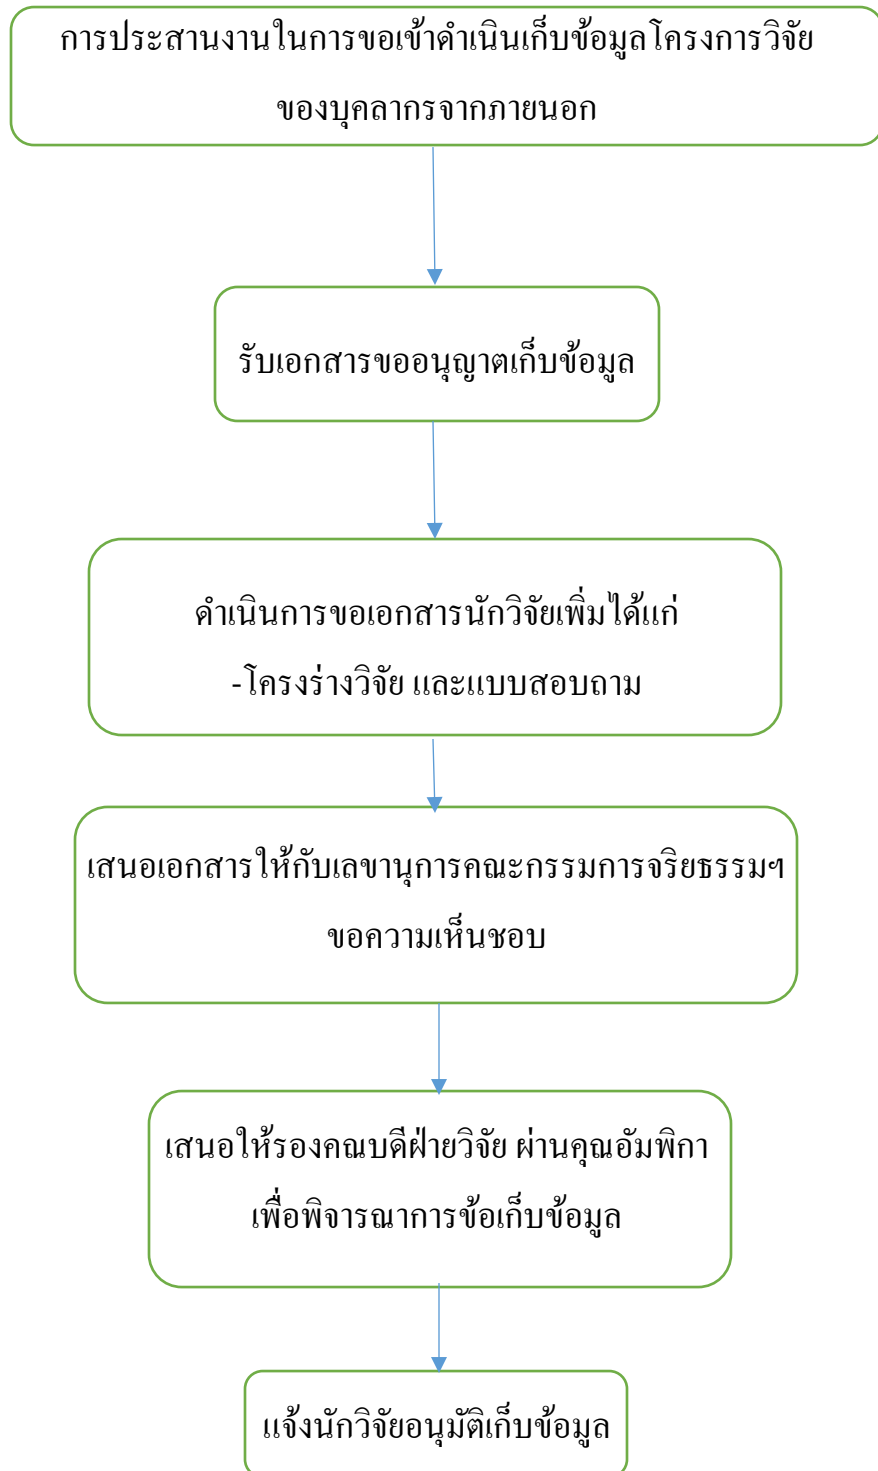 การประสานงานในการขอเข้าดำเนินเก็บข้อมูลโครงการวิจัย
ของบุคลากรจากภายนอก
รับเอกสารขออนุญาตเก็บข้อมูล
ดำเนินการขอเอกสารนักวิจัยเพิ่มได้แก่
-โครงร่างวิจัย และแบบสอบถาม
เสนอเอกสารให้กับเลขานุการคณะกรรมการจริยธรรมฯ
ขอความเห็นชอบ
เสนอให้รองคณบดีฝ่ายวิจัย ผ่านคุณอัมพิกา
เพื่อพิจารณาการข้อเก็บข้อมูล
แจ้งนักวิจัยอนุมัติเก็บข้อมูล